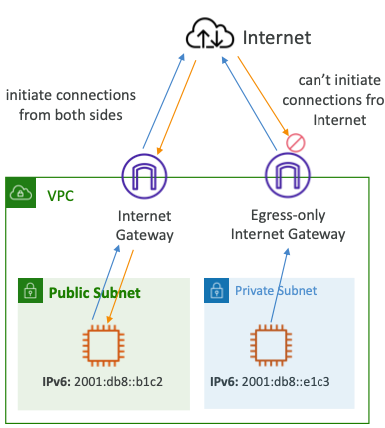 Internet
initiate connections
from both sides
can't initiate
connections fro
Internet
VPC
Internet
Gateway
Egress-only
Internet Gateway
Public Subnet
Private Subnet
IPv6: 2001:db8::b1c2
IPv6: 2001:db8::e1c3